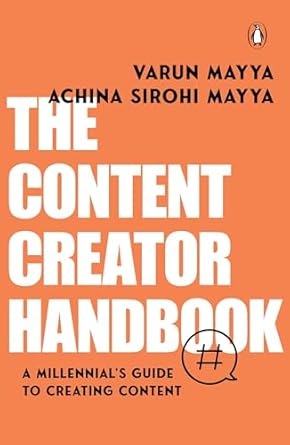 VARUN MAYYA
ACHINA SIROHI MAYYA
THE
CONTENT
CREATOR
HANDBOOK
#
A MILLENNIAL'S GUIDE
TO CREATING CONTENT